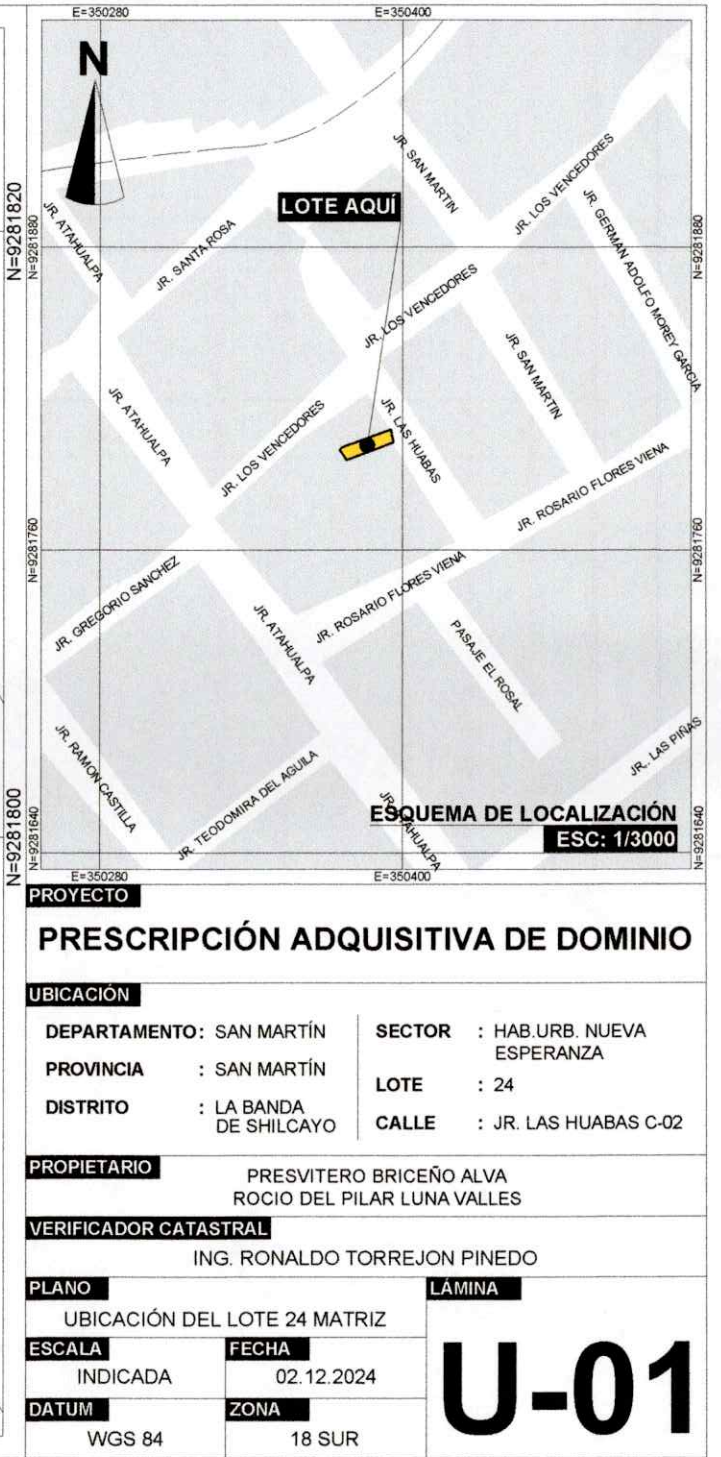 E=350280
E=350400
N
N=9281820
N=9281880
N=9281880
JR. SAN MARTIN
JR. LOS VENCEDORES
LOTE AQUÍ
JR. ATAHUALPA
JR. SANTA ROSA
JR. GERMAN ADOLFO MOREY GARCIA
JR. LOS VENCEDORES
JR. SAN MARTIN
JR. ATAHUALPA
JR. LAS HUABAS
JR. LOS VENCEDORES
JR. ROSARIO FLORES VIENA
N=9281760
N=9281760
JR. GREGORIO SANCHEZ
JR. ATAHUALPA
JR. ROSARIO FLORES VIENA
PASAJE EL ROSAL
JR. RAMON CASTILLA
JR. TEODOMIRA DEL AGUILA
JR. LAS PIÑAS
JR. ATAHUALPA
N=9281800
N=9281640
N=9281640
ESQUEMA DE LOCALIZACIÓN
ESC: 1/3000
E=350280
E=350400
PROYECTO
PRESCRIPCIÓN ADQUISITIVA DE DOMINIO
UBICACIÓN
DEPARTAMENTO: SAN MARTÍN
PROVINCIA : SAN MARTÍN
DISTRITO : LA BANDA
DE SHILCAYO
SECTOR : HAB.URB. NUEVA
ESPERANZA
LOTE : 24
CALLE : JR. LAS HUABAS C-02
PROPIETARIO
PRESVITERO BRICEÑO ALVA
ROCIO DEL PILAR LUNA VALLES
VERIFICADOR CATASTRAL
ING. RONALDO TORREJON PINEDO
PLANO
UBICACIÓN DEL LOTE 24 MATRIZ
LÁMINA
U-01
ESCALA
INDICADA
FECHA
02.12.2024
DATUM
WGS 84
ZONA
18 SUR